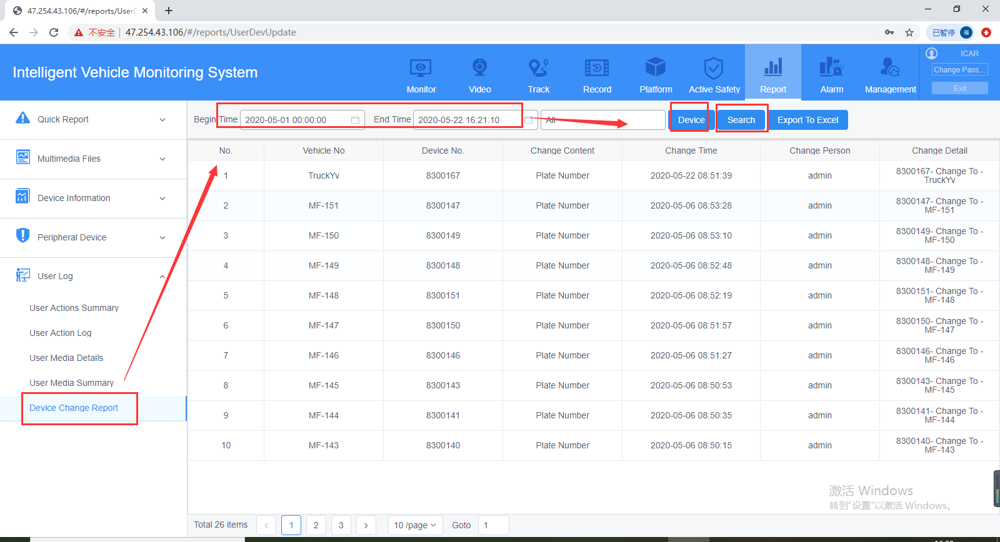 47.254.43.106/#/reports/UserD
不安全 47.254.43.106/#/reports/UserDevUpdate 已暂停 福
Intelligent Vehicle Monitoring System
Monitor Video Track Record Platform Active Safety Report Alarm Management
ICAR
Change Pass...
Exit
Quick Report
Multimedia Files
Device Information
Peripheral Device
User Log
User Actions Summary
User Action Log
User Media Details
User Media Summary
Device Change Report
Begin Time 2020-05-01 00:00:00 End Time 2020-05-22 16:21:10 All Device Search Export To Excel
No. Vehicle No Device No. Change Content Change Time Change Person Change Detail
1 TruckYv 8300167 Plate Number 2020-05-22 08:51:39 admin 8300167- Change To -
TruckYv
2 MF-151 8300147 Plate Number 2020-05-06 08:53:28 admin 8300147- Change To -
MF-151
3 MF-150 8300149 Plate Number 2020-05-06 08:53:10 admin 8300149- Change To -
MF-150
4 MF-149 8300148 Plate Number 2020-05-06 08:52:48 admin 8300148- Change To -
MF-149
5 MF-148 8300151 Plate Number 2020-05-06 08:52:19 admin 8300151- Change To -
MF-148
6 MF-147 8300150 Plate Number 2020-05-06 08:51:57 admin 8300150- Change To -
MF-147
7 MF-146 8300146 Plate Number 2020-05-06 08:51:27 admin 8300146- Change To -
MF-146
8 MF-145 8300143 Plate Number 2020-05-06 08:50:53 admin 8300143- Change To -
MF-145
9 MF-144 8300141 Plate Number 2020-05-06 08:50:35 admin 8300141- Change To -
MF-144
10 MF-143 8300140 Plate Number 2020-05-06 08:50:15 admin 8300140- Change To -
MF-143
激活 Windows
转到"设置"以激活 Windows。
Total 26 items 1 2 3 10 /page Goto 1